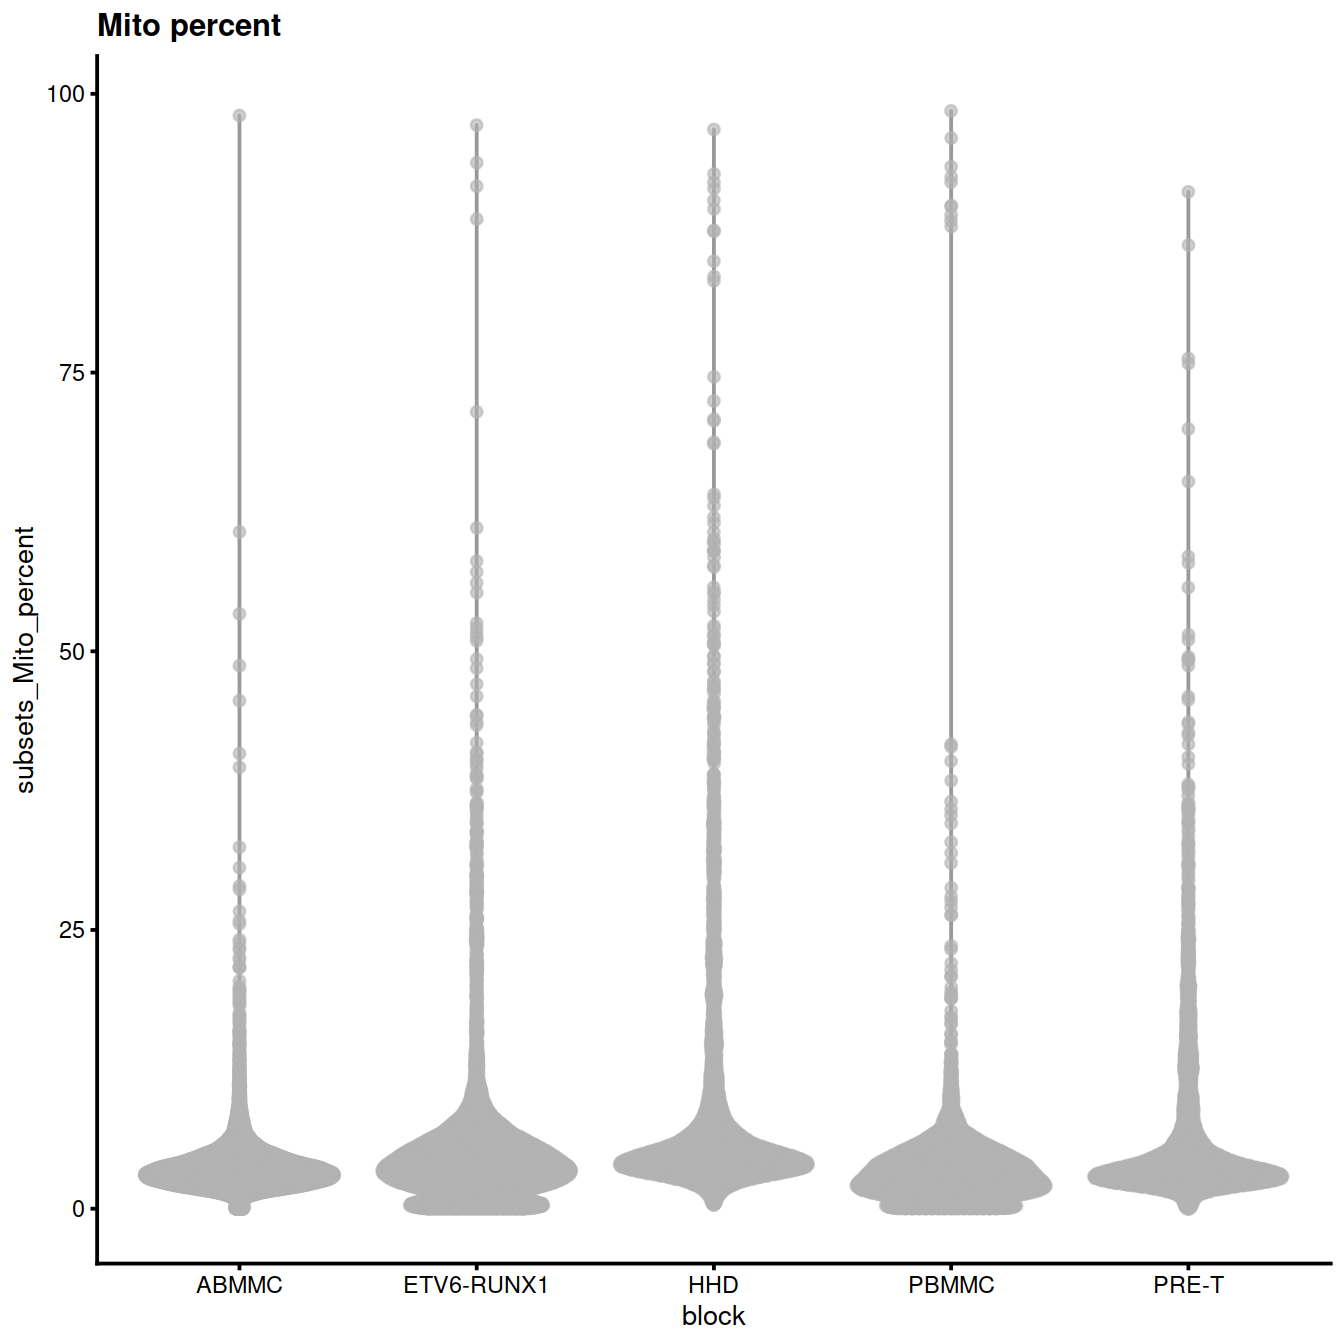 Mito percent
100
75
50
25
0
subsets_Mito_percent
ABMMC ETV6-RUNX1 HHD PBMMC PRE-T
block